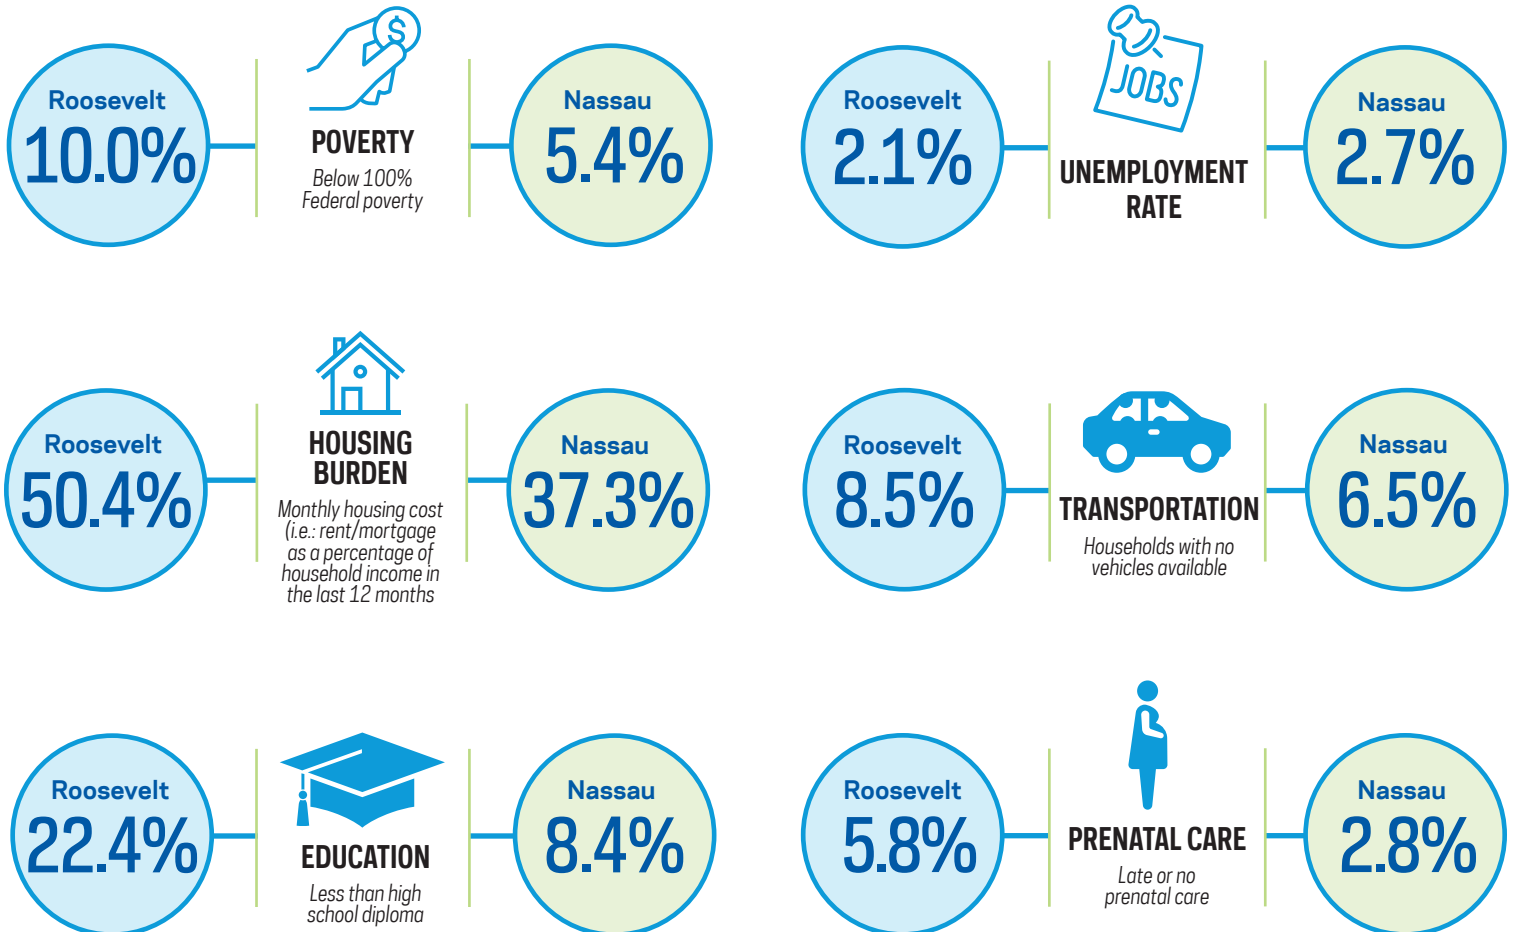 Roosevelt
10.0%
$
POVERTY
Below 100%
Federal poverty
Nassau
5.4%
Roosevelt
2.1%
JOBS
UNEMPLOYMENT
RATE
Nassau
2.7%
Roosevelt
50.4%
HOUSING
BURDEN
Monthly housing cost
(i.e.: rent/mortgage
as a percentage of
household income in
the last 12 months
Nassau
37.3%
Roosevelt
8.5%
TRANSPORTATION
Households with no
vehicles available
Nassau
6.5%
Roosevelt
22.4%
EDUCATION
Less than high
school diploma
Nassau
8.4%
Roosevelt
5.8%
PRENATAL CARE
Late or no
prenatal care
Nassau
2.8%